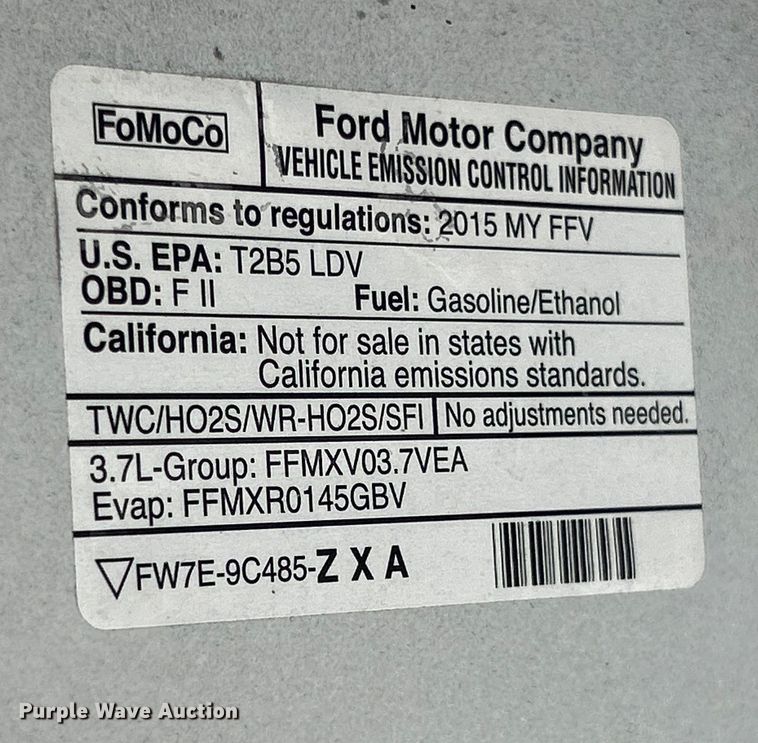 FoMoCo
Ford Motor Company
VEHICLE EMISSION CONTROL INFORMATION
Conforms to regulations: 2015 MY FFV
U.S. EPA: T2B5 LDV
OBD: F II Fuel: Gasoline/Ethanol
California: Not for sale in states with
California emissions standards.
TWC/HO2S/WR-HO2S/SFI No adjustments needed.
3.7L-Group: FFMXV03.7VEA
Evap: FFMXR0145GBV
FW7E-9C485-Z X A
Purple Wave Auction